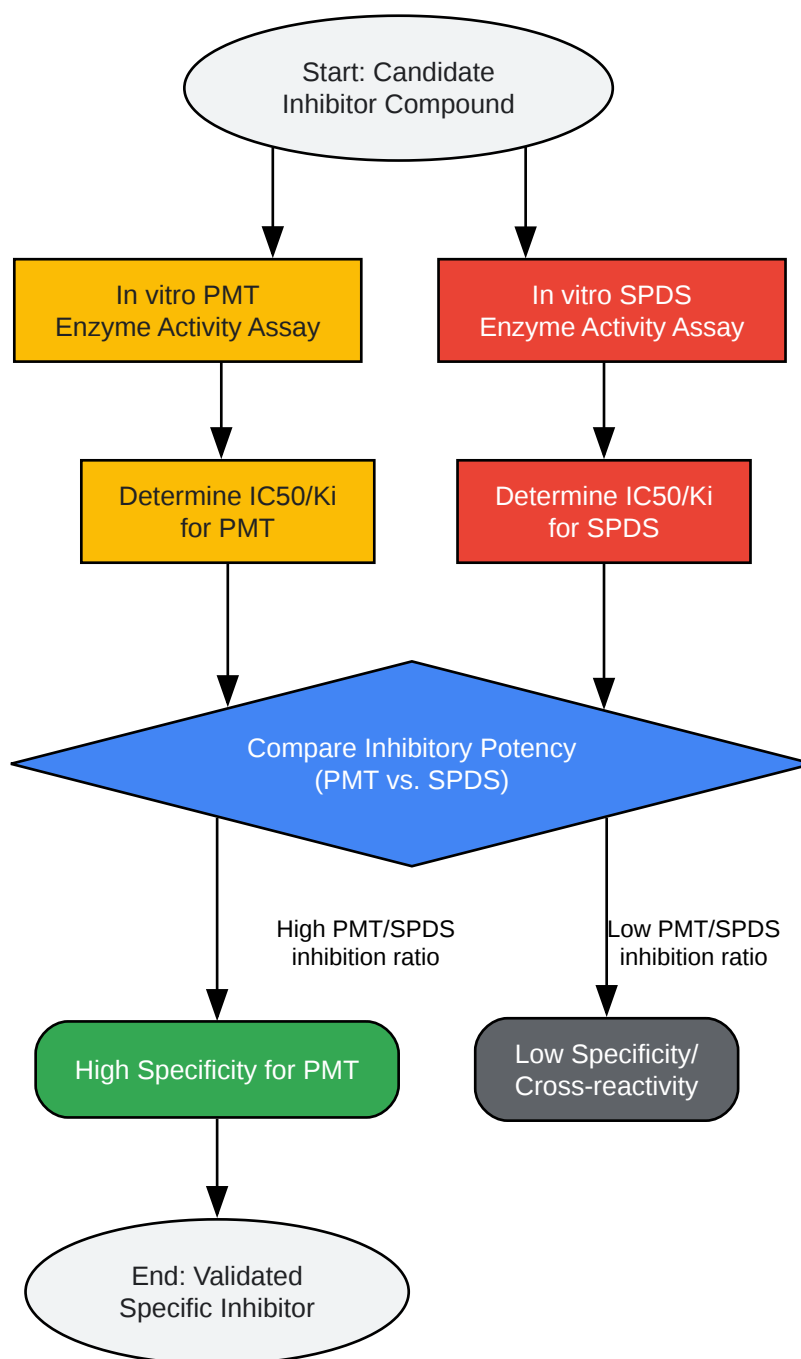 Start: Candidate
Inhibitor Compound
In vitro PMT
Enzyme Activity Assay
In vitro SPDS
Enzyme Activity Assay
Determine IC50/Ki
for PMT
Determine IC50/Ki
for SPDS
Compare Inhibitory Potency
(PMT vs. SPDS)
High PMT/SPDS
inhibition ratio
Low PMT/SPDS
inhibition ratio
High Specificity for PMT
Low Specificity/
Cross-reactivity
End: Validated
Specific Inhibitor